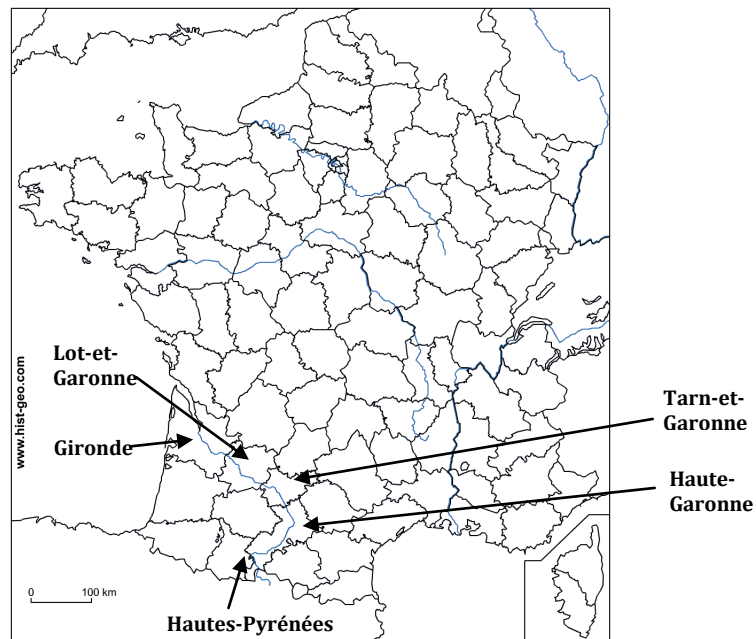 Lot-et-
Garonne
Gironde
Tarn-et-
Garonne
Haute-
Garonne
Hautes-Pyrénées
www.hist-geo.com
0 100 km